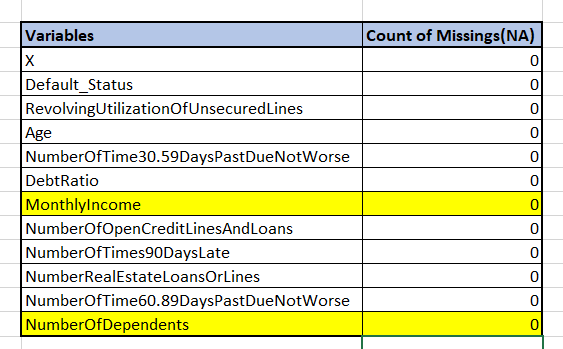 Variables Count of Missings(NA)
X 0
Default_Status 0
RevolvingUtilizationOfUnsecuredLines 0
Age 0
NumberOfTime30.59DaysPastDueNotWorse 0
DebtRatio 0
MonthlyIncome 0
NumberOfOpenCreditLinesAndLoans 0
NumberOfTimes90DaysLate 0
NumberRealEstateLoansOrLines 0
NumberOfTime60.89DaysPastDueNotWorse 0
NumberOfDependents 0